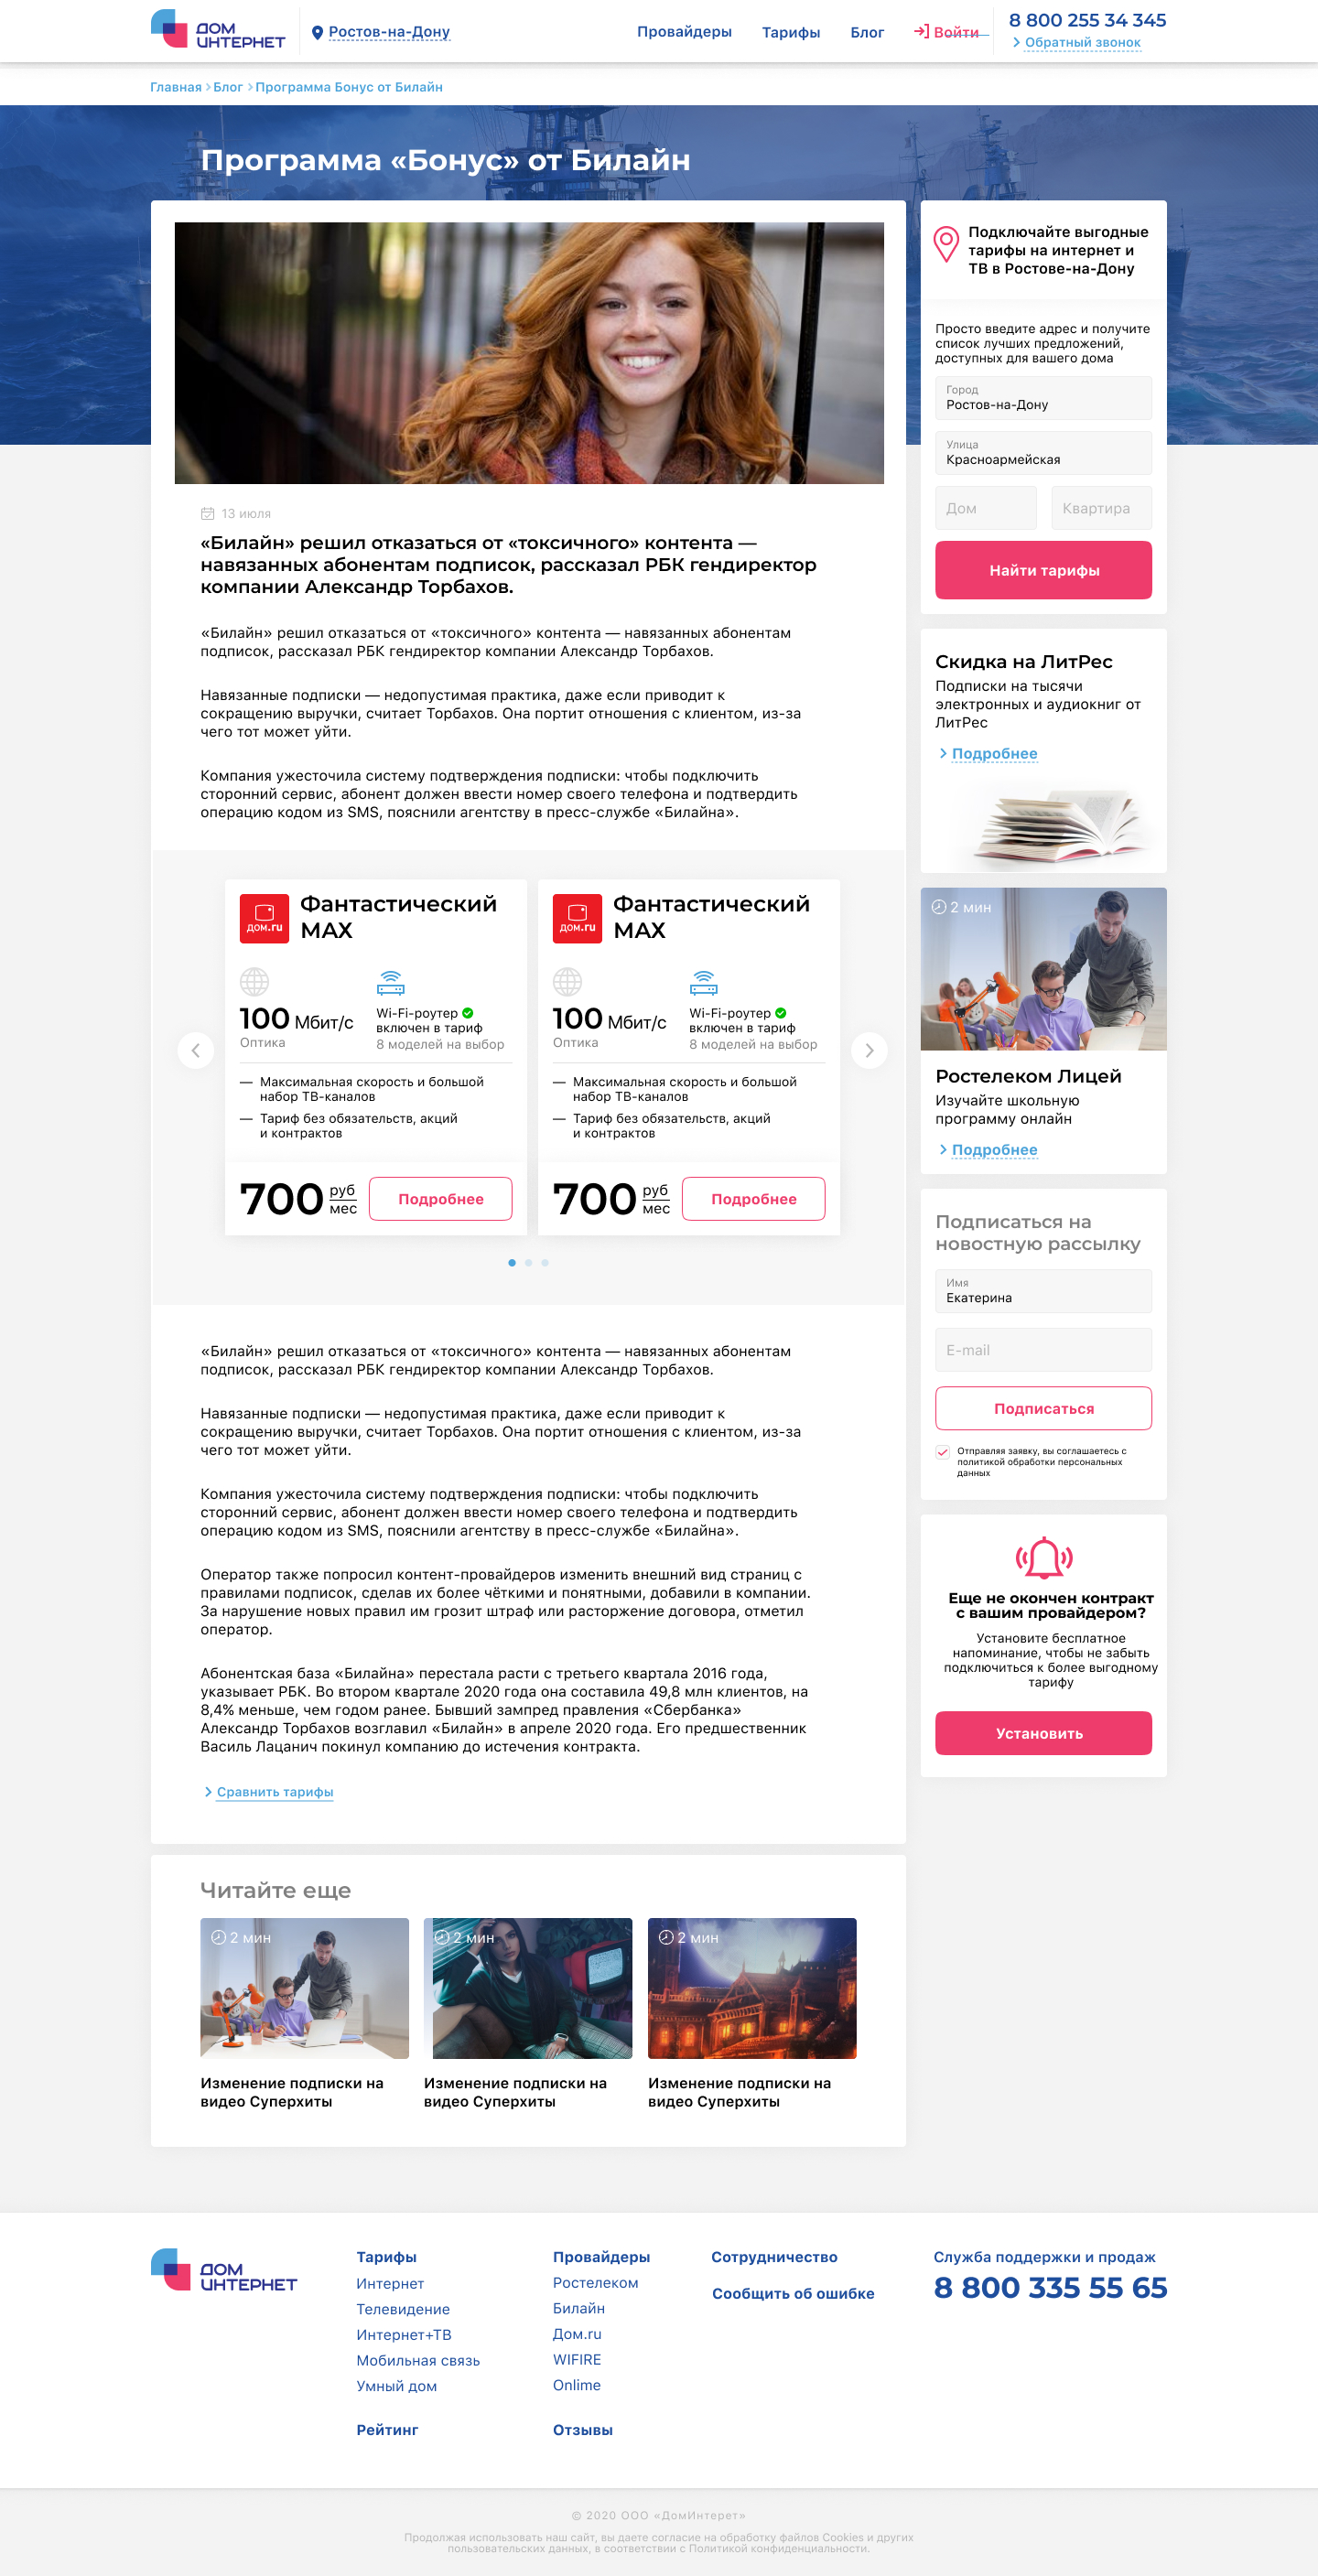 ДОМ
ИНТЕРНЕТ
Ростов-на-Дону
Провайдеры
Тарифы
Блог
Войти
8 800 255 34 345
Обратный звонок
Главная
Блог
Программа Бонус от Билайн
Программа «Бонус» от Билайн
13 июля
«Билайн» решил отказаться от «токсичного» контента —
навязанных абонентам подписок, рассказал РБК гендиректор
компании Александр Торбахов.
«Билайн» решил отказаться от «токсичного» контента — навязанных абонентам
подписок, рассказал РБК гендиректор компании Александр Торбахов.
Навязанные подписки — недопустимая практика, даже если приводит к
сокращению выручки, считает Торбахов. Она портит отношения с клиентом, из-за
чего тот может уйти.
Компания ужесточила систему подтверждения подписки: чтобы подключить
сторонний сервис, абонент должен ввести номер своего телефона и подтвердить
операцию кодом из SMS, пояснили агентству в пресс-службе «Билайна».
дом.ru
Фантастический
MAX
100 Мбит/с
Оптика
Wi-Fi-роутер
включен в тариф
8 моделей на выбор
— Максимальная скорость и большой
набор ТВ-каналов
— Тариф без обязательств, акций
и контрактов
700 руб
мес
Подробнее
дом.ru
Фантастический
MAX
100 Мбит/с
Оптика
Wi-Fi-роутер
включен в тариф
8 моделей на выбор
— Максимальная скорость и большой
набор ТВ-каналов
— Тариф без обязательств, акций
и контрактов
700 руб
мес
Подробнее
«Билайн» решил отказаться от «токсичного» контента — навязанных абонентам
подписок, рассказал РБК гендиректор компании Александр Торбахов.
Навязанные подписки — недопустимая практика, даже если приводит к
сокращению выручки, считает Торбахов. Она портит отношения с клиентом, из-за
чего тот может уйти.
Компания ужесточила систему подтверждения подписки: чтобы подключить
сторонний сервис, абонент должен ввести номер своего телефона и подтвердить
операцию кодом из SMS, пояснили агентству в пресс-службе «Билайна».
Оператор также попросил контент-провайдеров изменить внешний вид страниц с
правилами подписок, сделав их более чёткими и понятными, добавили в компании.
За нарушение новых правил им грозит штраф или расторжение договора, отметил
оператор.
Абонентская база «Билайна» перестала расти с третьего квартала 2016 года,
указывает РБК. Во втором квартале 2020 года она составила 49,8 млн клиентов, на
8,4% меньше, чем годом ранее. Бывший зампред правления «Сбербанка»
Александр Торбахов возглавил «Билайн» в апреле 2020 года. Его предшественник
Василь Лацанич покинул компанию до истечения контракта.
Сравнить тарифы
Подключайте выгодные
тарифы на интернет и
ТВ в Ростове-на-Дону
Просто введите адрес и получите
список лучших предложений,
доступных для вашего дома
Город
Ростов-на-Дону
Улица
Красноармейская
Дом
Квартира
Найти тарифы
Скидка на ЛитРес
Подписки на тысячи
электронных и аудиокниг от
ЛитРес
Подробнее
2 мин
Ростелеком Лицей
Изучайте школьную
программу онлайн
Подробнее
Подписаться на
новостную рассылку
Имя
Екатерина
E-mail
Подписаться
Отправляя заявку, вы соглашаетесь с
политикой обработки персональных
данных
Еще не окончен контракт
с вашим провайдером?
Установите бесплатное
напоминание, чтобы не забыть
подключиться к более выгодному
тарифу
Установить
Читайте еще
2 мин
Изменение подписки на
видео Суперхиты
2 мин
Изменение подписки на
видео Суперхиты
2 мин
Изменение подписки на
видео Суперхиты
ДОМ
ИНТЕРНЕТ
Тарифы
Интернет
Телевидение
Интернет+ТВ
Мобильная связь
Умный дом
Рейтинг
Провайдеры
Ростелеком
Билайн
Дом.ru
WIFIRE
Onlime
Отзывы
Сотрудничество
Сообщить об ошибке
Служба поддержки и продаж
8 800 335 55 65
© 2020 ООО «ДомИнтерет»
Продолжая использовать наш сайт, вы даете согласие на обработку файлов Cookies и других
пользовательских данных, в соответствии с Политикой конфиденциальности.